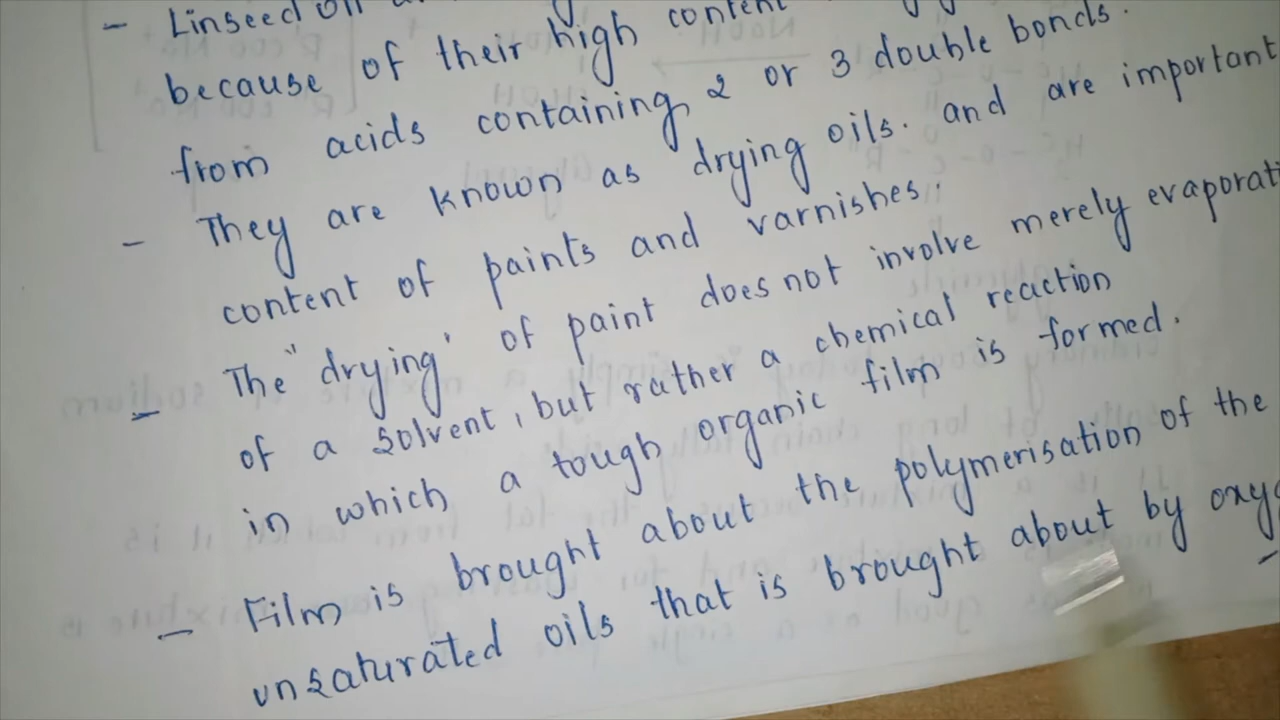 - Linseed oil
because of their high content
from acids containing 2 or 3 double bonds.
- They are known as drying oils. and are important
content of paints and varnishes.
- The "drying' of paint does not involve merely
of a solvent, but rather a chemical reaction
in which a tough organic film is formed.
- Film is brought about the polymerisation of the
unsaturated oils that is brought about by